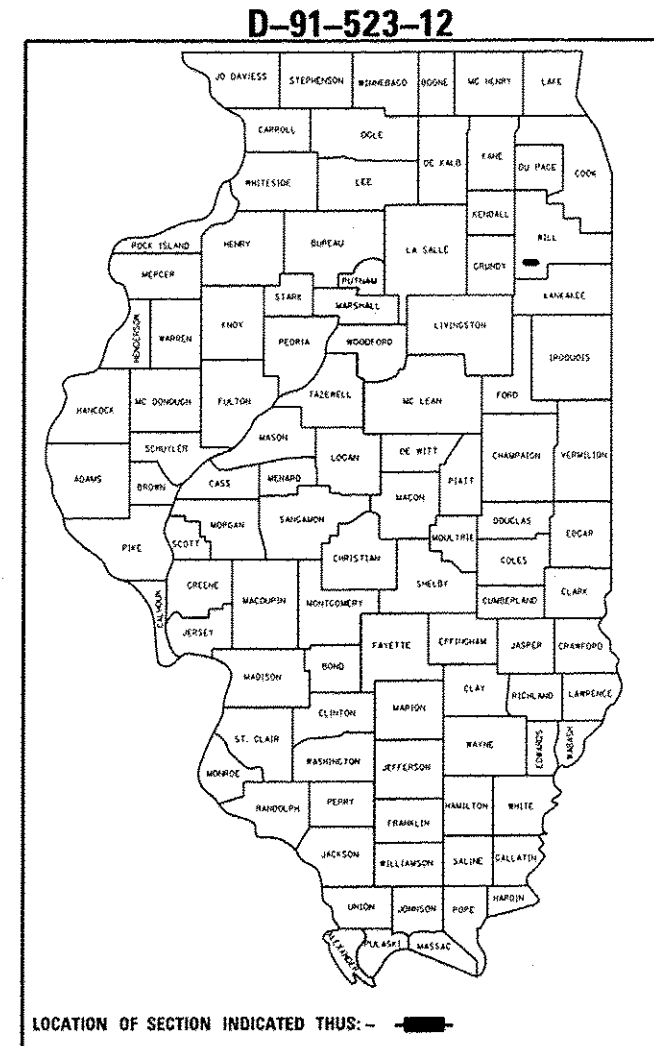 D-91-523-12
JO DAVIESS STEPHENSON WINNEBAGO BOONE MC HENRY LAKE
CARROLL OGLE
DE KALB KANE DU PAGE COOK
WHITESIDE LEE
KENDALL WILL
ROCK ISLAND HENRY BUREAU LA SALLE GRUNDY
MERCER PUTNAM KANKAKEE
STARK MARSHALL
HENDERSON WARREN KNOX PEORIA WOODFORD LIVINGSTON IROQUOIS
HANCOCK MC DONOUGH FULTON TAZEWELL MC LEAN FORD
SCHUYLER MASON LOGAN DE WITT CHAMPAIGN VERMILION
ADAMS BROWN CASS MENARD PIATT
MACON
MORGAN SANGAMON DOUGLAS EDGAR
PIKE SCOTT CHRISTIAN MOULTRIE COLES
GREENE SHELBY CLARK
CALHOUN MACOUPIN MONTGOMERY CUMBERLAND
JERSEY FAYETTE EFFINGHAM JASPER CRAWFORD
MADISON BOND CLAY RICHLAND LAWRENCE
CLINTON MARION
ST. CLAIR WAYNE EDWARDS WABASH
WASHINGTON JEFFERSON
MONROE
RANDOLPH PERRY HAMILTON WHITE
FRANKLIN
JACKSON WILLIAMSON SALINE GALLATIN
UNION JOHNSON POPE HARDIN
ALEXANDER PULASKI MASSAC
LOCATION OF SECTION INDICATED THUS: -